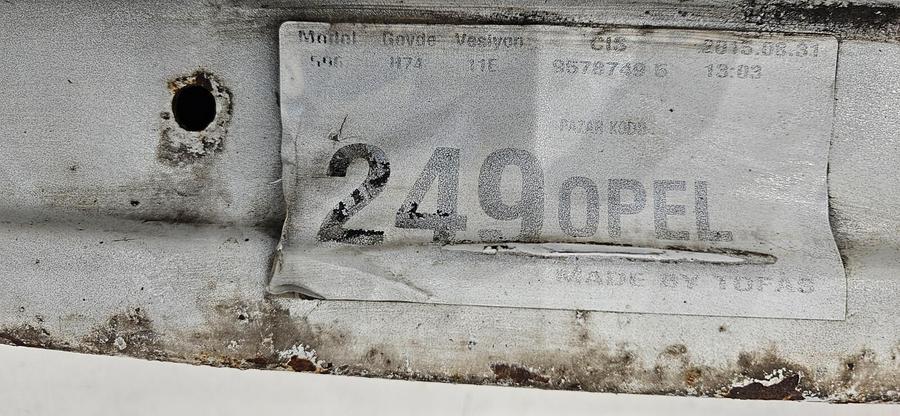 Model Govde Vesiyon CIS 2015.08.31
H74 11E 9578749 5 13:03
PAZAR KODU:
249 OPEL
MADE BY TOFAS